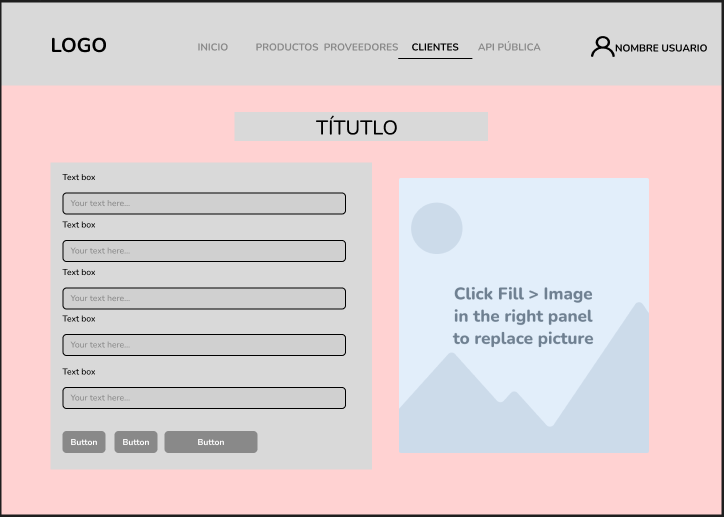 LOGO
INICIO
PRODUCTOS
PROVEEDORES
CLIENTES
API PÚBLICA
NOMBRE USUARIO
TÍTUTLO
Text box
Your text here...
Text box
Your text here...
Text box
Your text here...
Text box
Your text here...
Text box
Your text here...
Button
Button
Button
Click Fill > Image
in the right panel
to replace picture